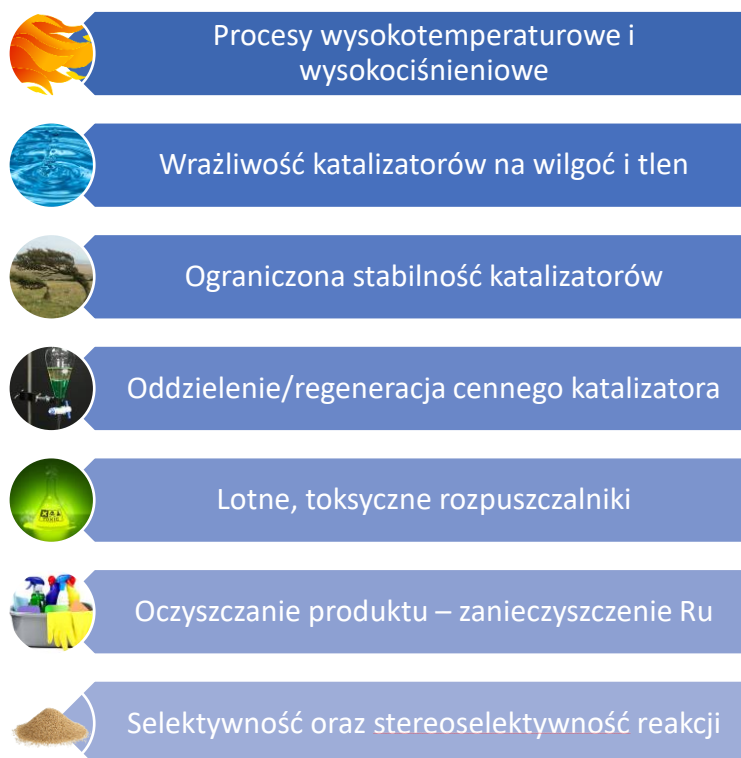 Procesy wysokotemperaturowe i
wysokociśnieniowe
Wrażliwość katalizatorów na wilgoć i tlen
Ograniczona stabilność katalizatorów
Oddzielenie/regeneracja cennego katalizatora
Lotne, toksyczne rozpuszczalniki
Oczyszczanie produktu – zanieczyszczenie Ru
Selektywność oraz stereoselektywność reakcji